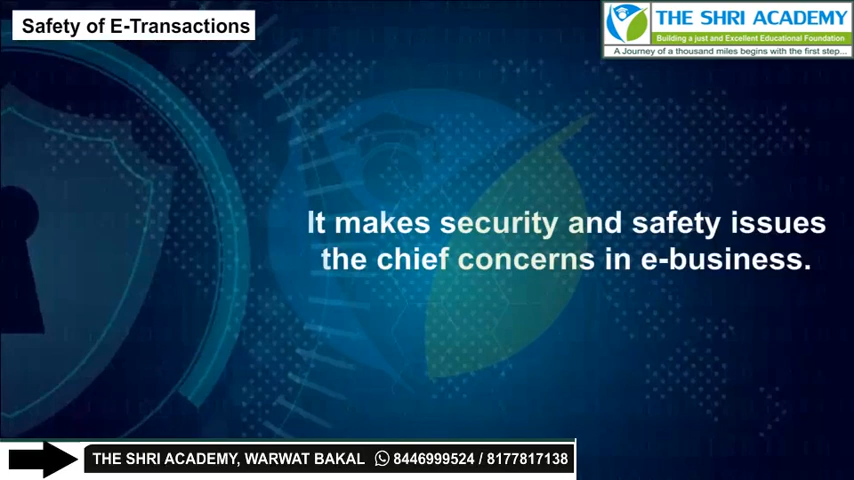 Safety of E-Transactions
THE SHRI ACADEMY
Building a just and Excellent Educational Foundation
A Journey of a thousand miles begins with the first step...
It makes security and safety issues
the chief concerns in e-business.
THE SHRI ACADEMY, WARWAT BAKAL 8446999524 / 8177817138